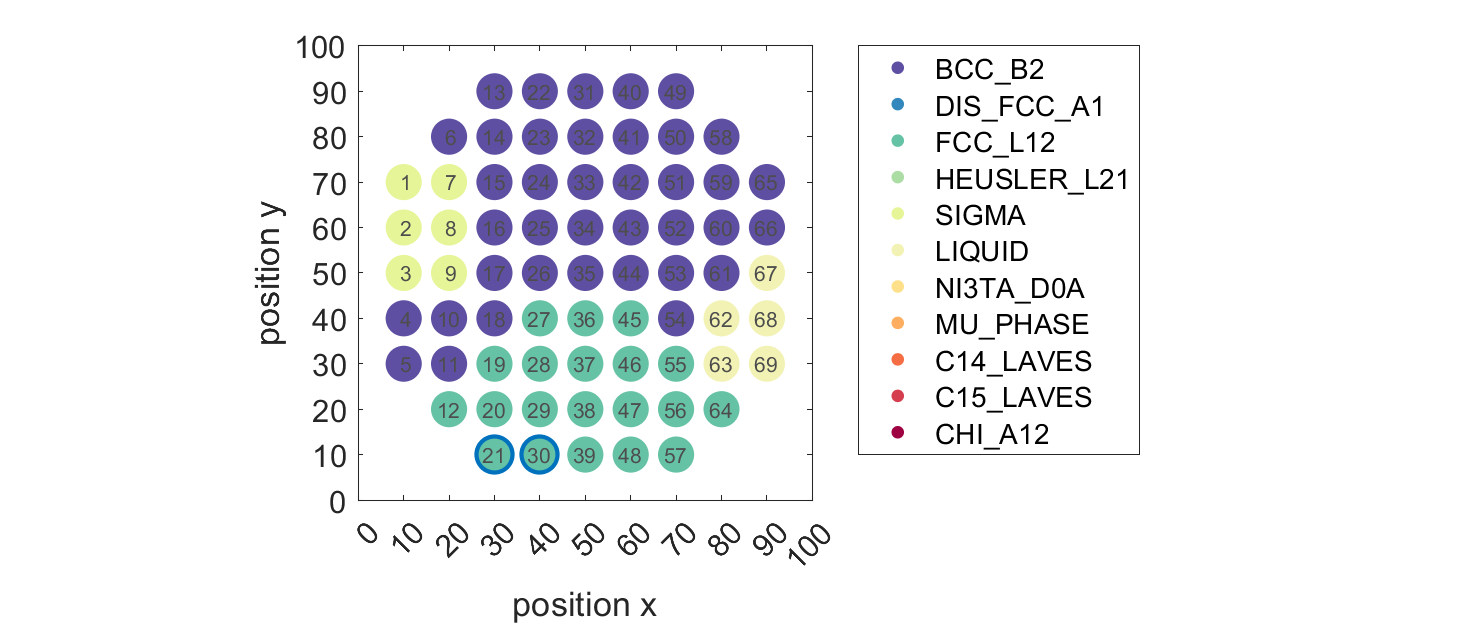 100
90
80
70
60
50
40
30
20
10
0
position y
13 22 31 40 49
6 14 23 32 41 50 58
1 7 15 24 33 42 51 59 65
2 8 16 25 34 43 52 60 66
3 9 17 26 35 44 53 61 67
4 10 18 27 36 45 54 62 68
5 11 19 28 37 46 55 63 69
12 20 29 38 47 56 64
21 30 39 48 57
0 10 20 30 40 50 60 70 80 90 100
position x
BCC_B2
DIS_FCC_A1
FCC_L12
HEUSLER_L21
SIGMA
LIQUID
NI3TA_D0A
MU_PHASE
C14_LAVES
C15_LAVES
CHI_A12